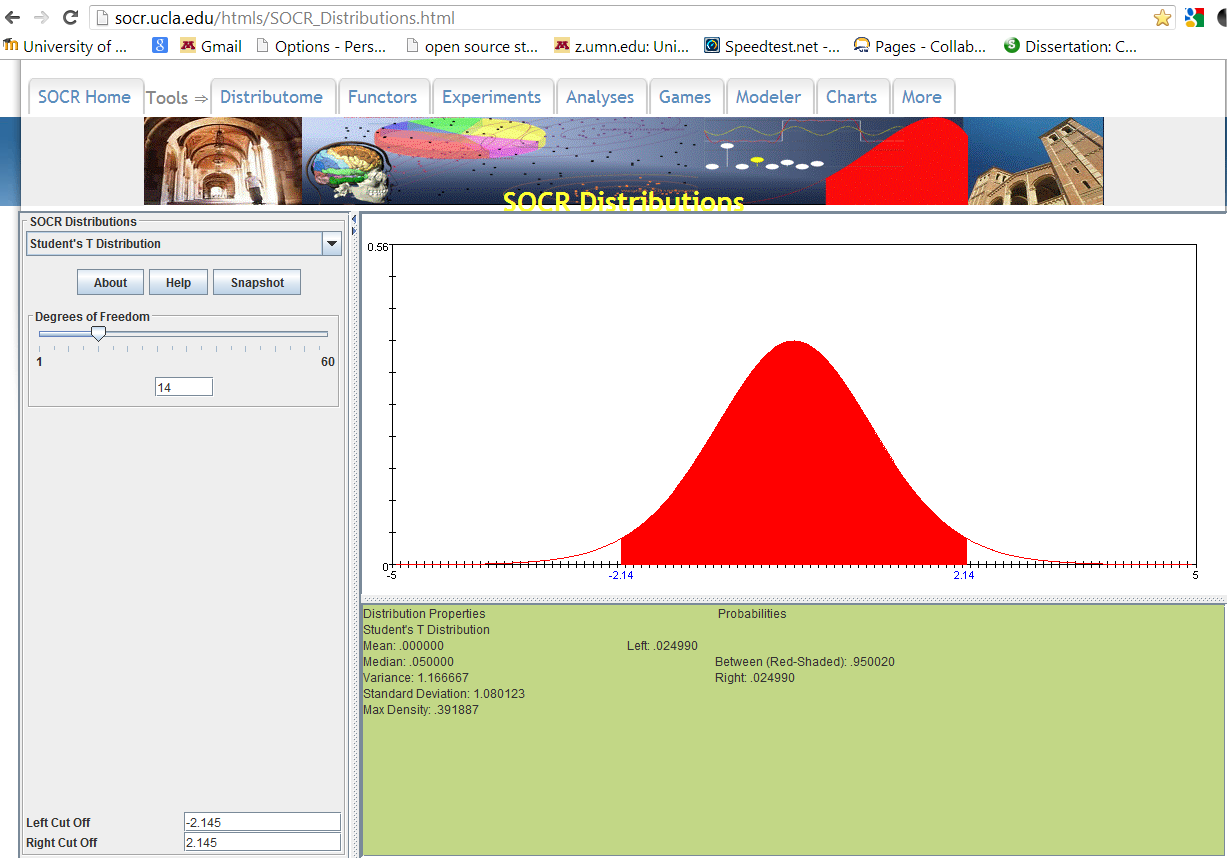 socr.ucla.edu/htmls/SOCR_Distributions.html
University of ... 8 Gmail Options - Pers... open source st... z.umn.edu: Uni... Speedtest.net -... Pages - Collab... S Dissertation: C...
SOCR Home Tools ⇒ Distributome Functors Experiments Analyses Games Modeler Charts More
SOCR Distributions
SOCR Distributions
Student's T Distribution
About Help Snapshot
Degrees of Freedom
1 60
14
Left Cut Off -2.145
Right Cut Off 2.145
0.56
0
-5 -2.14 2.14 5
Distribution Properties Probabilities
Student's T Distribution
Mean: .000000 Left: .024990
Median: .050000 Between (Red-Shaded): .950020
Variance: 1.166667 Right: .024990
Standard Deviation: 1.080123
Max Density: .391887